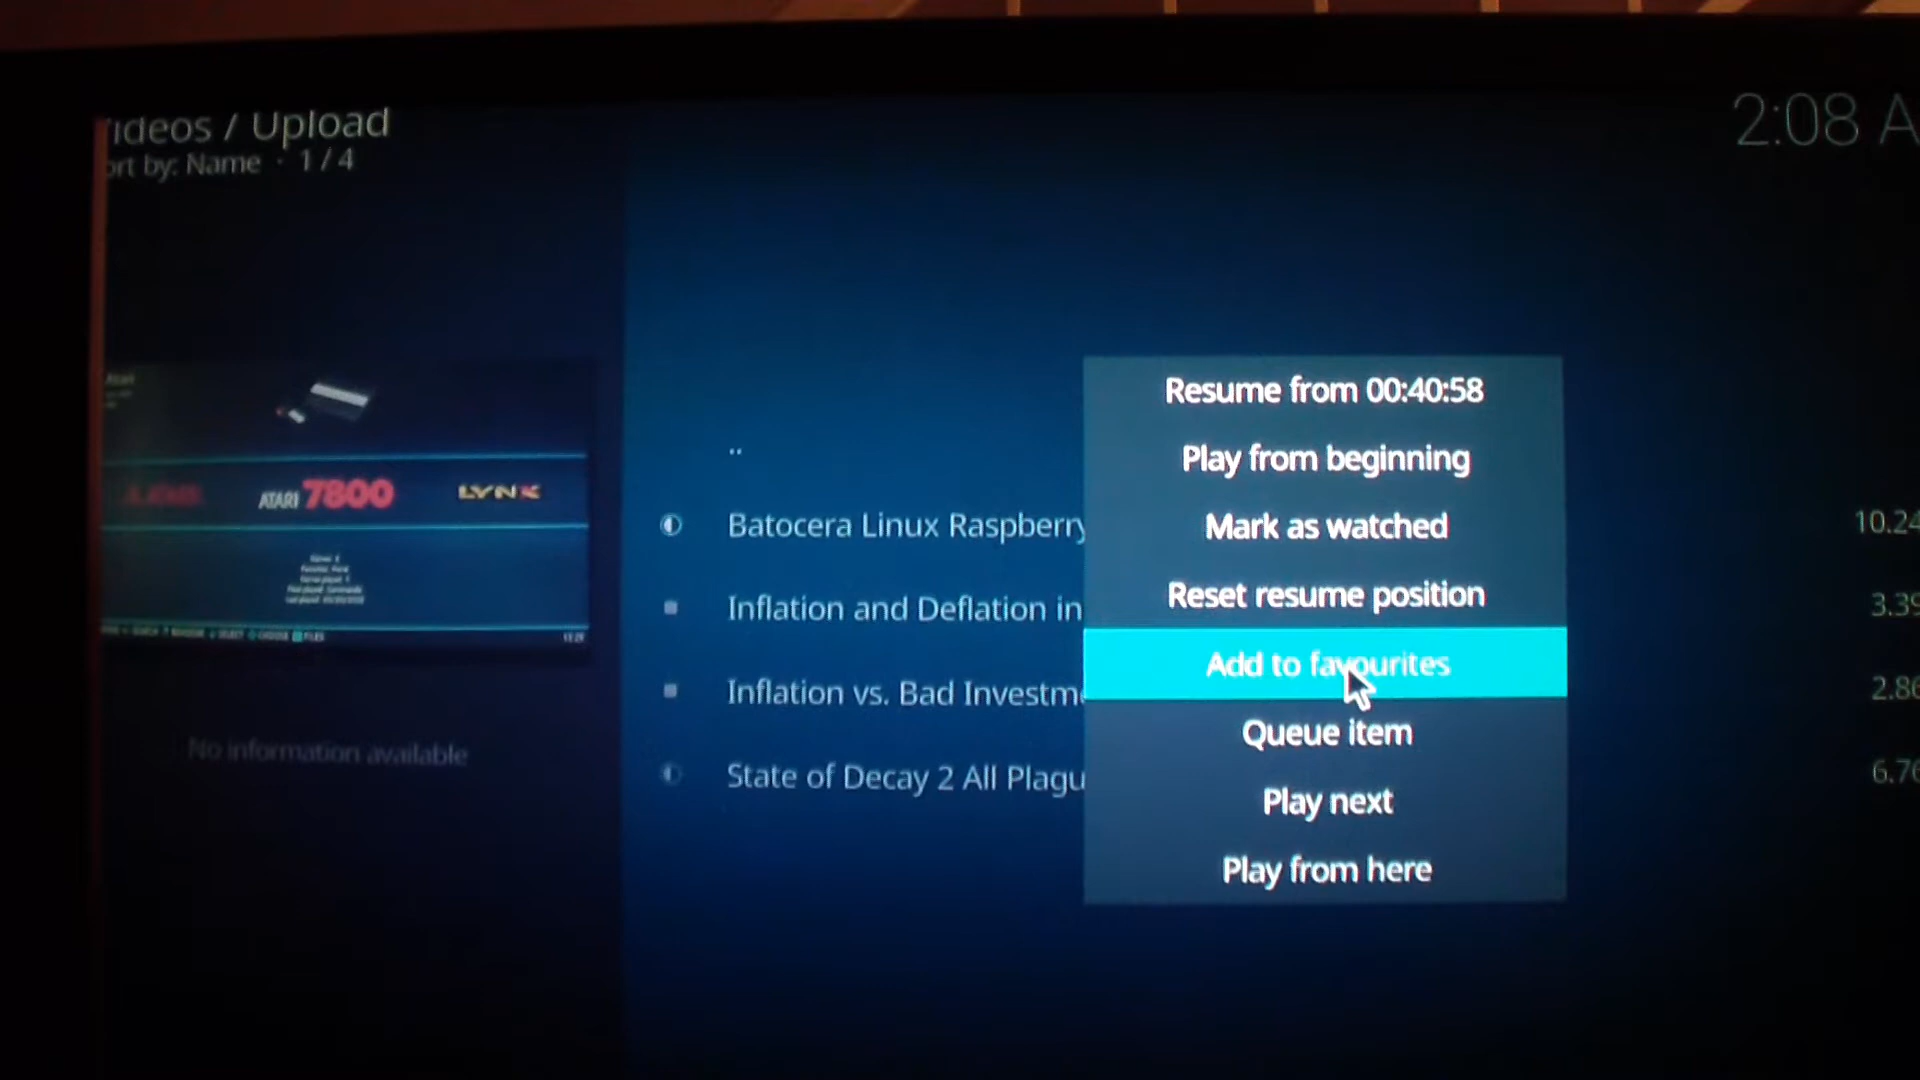 ideos / Upload
ort by: Name · 1 / 4
2:08 A
ATARI 7800
LYNX
No information available
..
Batocera Linux Raspberry
Inflation and Deflation in
Inflation vs. Bad Investm
State of Decay 2 All Plagu
Resume from 00:40:58
Play from beginning
Mark as watched
Reset resume position
Add to favourites
Queue item
Play next
Play from here
10.24
3.39
2.86
6.76